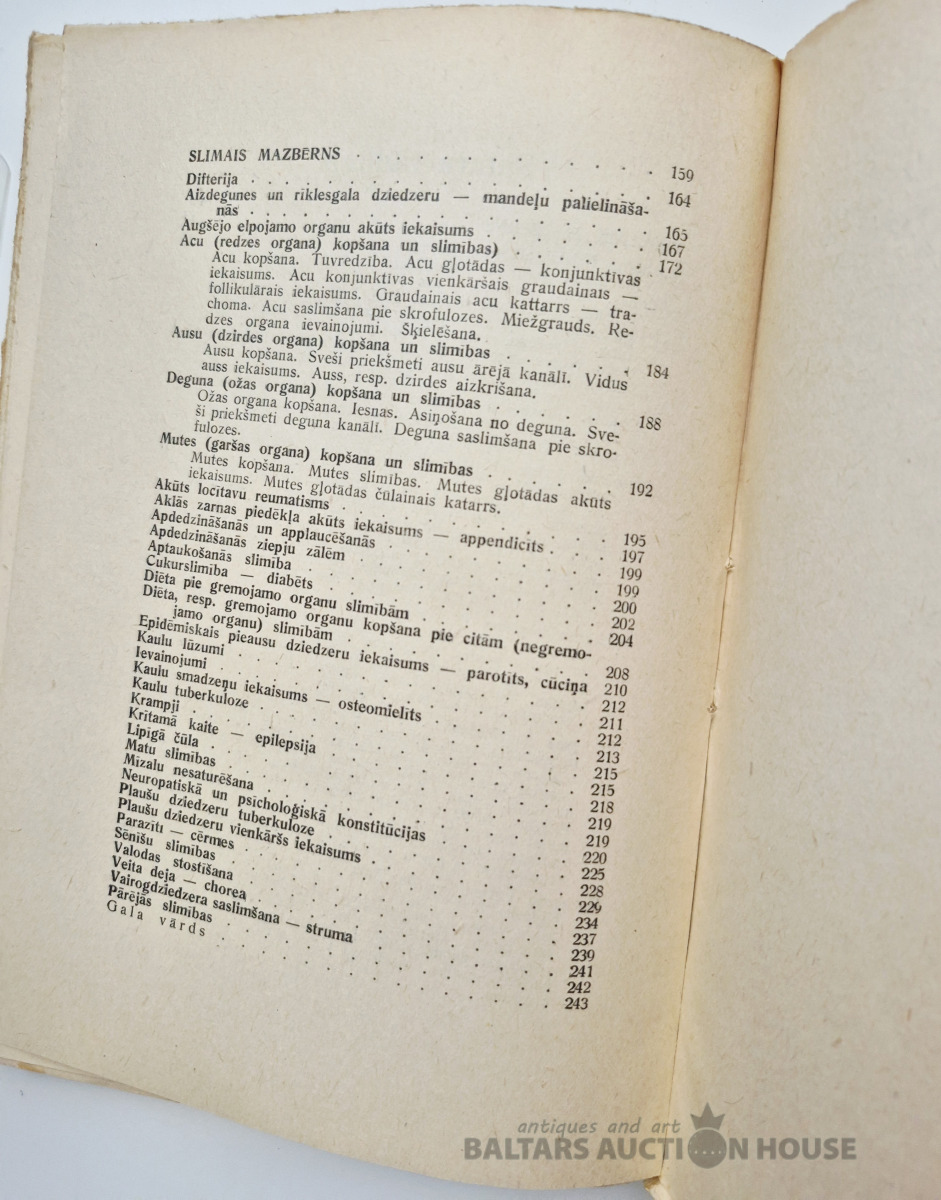 SLIMAIS MAZBĒRNS . . . . . . . . . . . 159
Difterija . . . . . . . . . . . . . . 164
Aizdegunes un rīklesgala dziedzeru — mandeļu palielināša-
nās . . . . . . . . . . . . . . 165
Augšējo elpojamo organu akūts iekaisums . . . . . . 167
Acu (redzes organa) kopšana un slimības) . . . . . 172
Acu kopšana. Tuvredzība. Acu gļotādas — konjunktīvas
iekaisums. Acu konjunktīvas vienkāršais graudainais —
follikulārais iekaisums. Graudainais acu kattarrs — tra-
choma. Acu saslimšana pie skrofulozes. Miežgrauds. Re-
dzes organa ievainojumi. Šķielēšana.
Ausu (dzirdes organa) kopšana un slimības . . . . . 184
Ausu kopšana. Sveši priekšmeti ausu ārējā kanālī. Vidus
auss iekaisums. Auss, resp. dzirdes aizkrišana.
Deguna (ožas organa) kopšana un slimības . . . . . 188
Ožas organa kopšana. Iesnas. Asiņošana no deguna. Sve-
ši priekšmeti deguna kanālī. Deguna saslimšana pie skro-
fulozes.
Mutes (garšas organa) kopšana un slimības . . . . . 192
Mutes kopšana. Mutes slimības. Mutes gļotādas akūts
iekaisums. Mutes gļotādas čūlainais katarrs.
Akūts locītavu reumatisms . . . . . . . . 195
Aklās zarnas piedēkļa akūts iekaisums — appendicīts . . . 197
Apdedzināšanās un applaucēšanās . . . . . . . 199
Apdedzināšanās ziepju zālēm . . . . . . . . 199
Aptaukošanās slimība . . . . . . . . . 200
Cukurslimība — diabēts . . . . . . . . . 202
Diēta pie gremojamo organu slimībām . . . . . . 204
Diēta, resp. gremojamo organu kopšana pie citām (negremo-
jamo organu) slimībām . . . . . . . . 208
Epidēmiskais pieausu dziedzeru iekaisums — parotīts, cūciņa 210
Kaulu lūzumi . . . . . . . . . . . 212
Ievainojumi . . . . . . . . . . . 211
Kaulu smadzeņu iekaisums — osteomielīts . . . . . 212
Kaulu tuberkuloze . . . . . . . . . . 213
Krampji . . . . . . . . . . . . 215
Krītamā kaite — epilepsija . . . . . . . . 215
Lipīgā čūla . . . . . . . . . . . 218
Matu slimības . . . . . . . . . . . 219
Mīzalu nesaturēšana . . . . . . . . . 219
Neuropatiskā un psīcholoģiskā konstitūcijas . . . . . 220
Plaušu dziedzeru tuberkuloze . . . . . . . . 225
Plaušu dziedzeru vienkāršs iekaisums . . . . . . 228
Parazīti — cērmes . . . . . . . . . . 229
Sēnīšu slimības . . . . . . . . . . 234
Valodas stostīšana . . . . . . . . . . 237
Veita deja — chorea . . . . . . . . . 239
Vairogdziedzera saslimšana — struma . . . . . . 241
Pārējās slimības . . . . . . . . . . 242
Gala vārds . . . . . . . . . . . 243
antiques and art
BALTARS AUCTION HOUSE